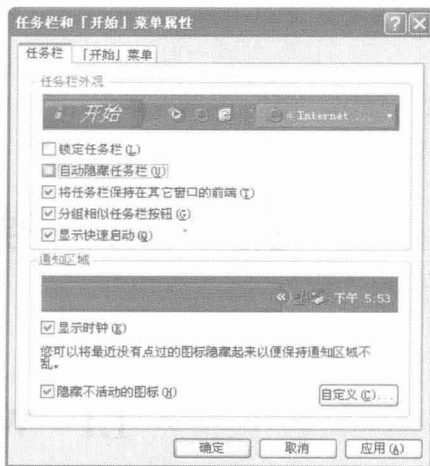 任务栏和「开始」菜单属性
任务栏 「开始」菜单
任务栏外观
开始 4 Internet ...
锁定任务栏(L)
自动隐藏任务栏(U)
将任务栏保持在其它窗口的前端(T)
分组相似任务栏按钮(G)
显示快速启动(Q)
通知区域
下午 5:53
显示时钟(K)
您可以将最近没有点过的图标隐藏起来以便保持通知区域不
乱。
隐藏不活动的图标(H) 自定义(C)...
确定 取消 应用(A)